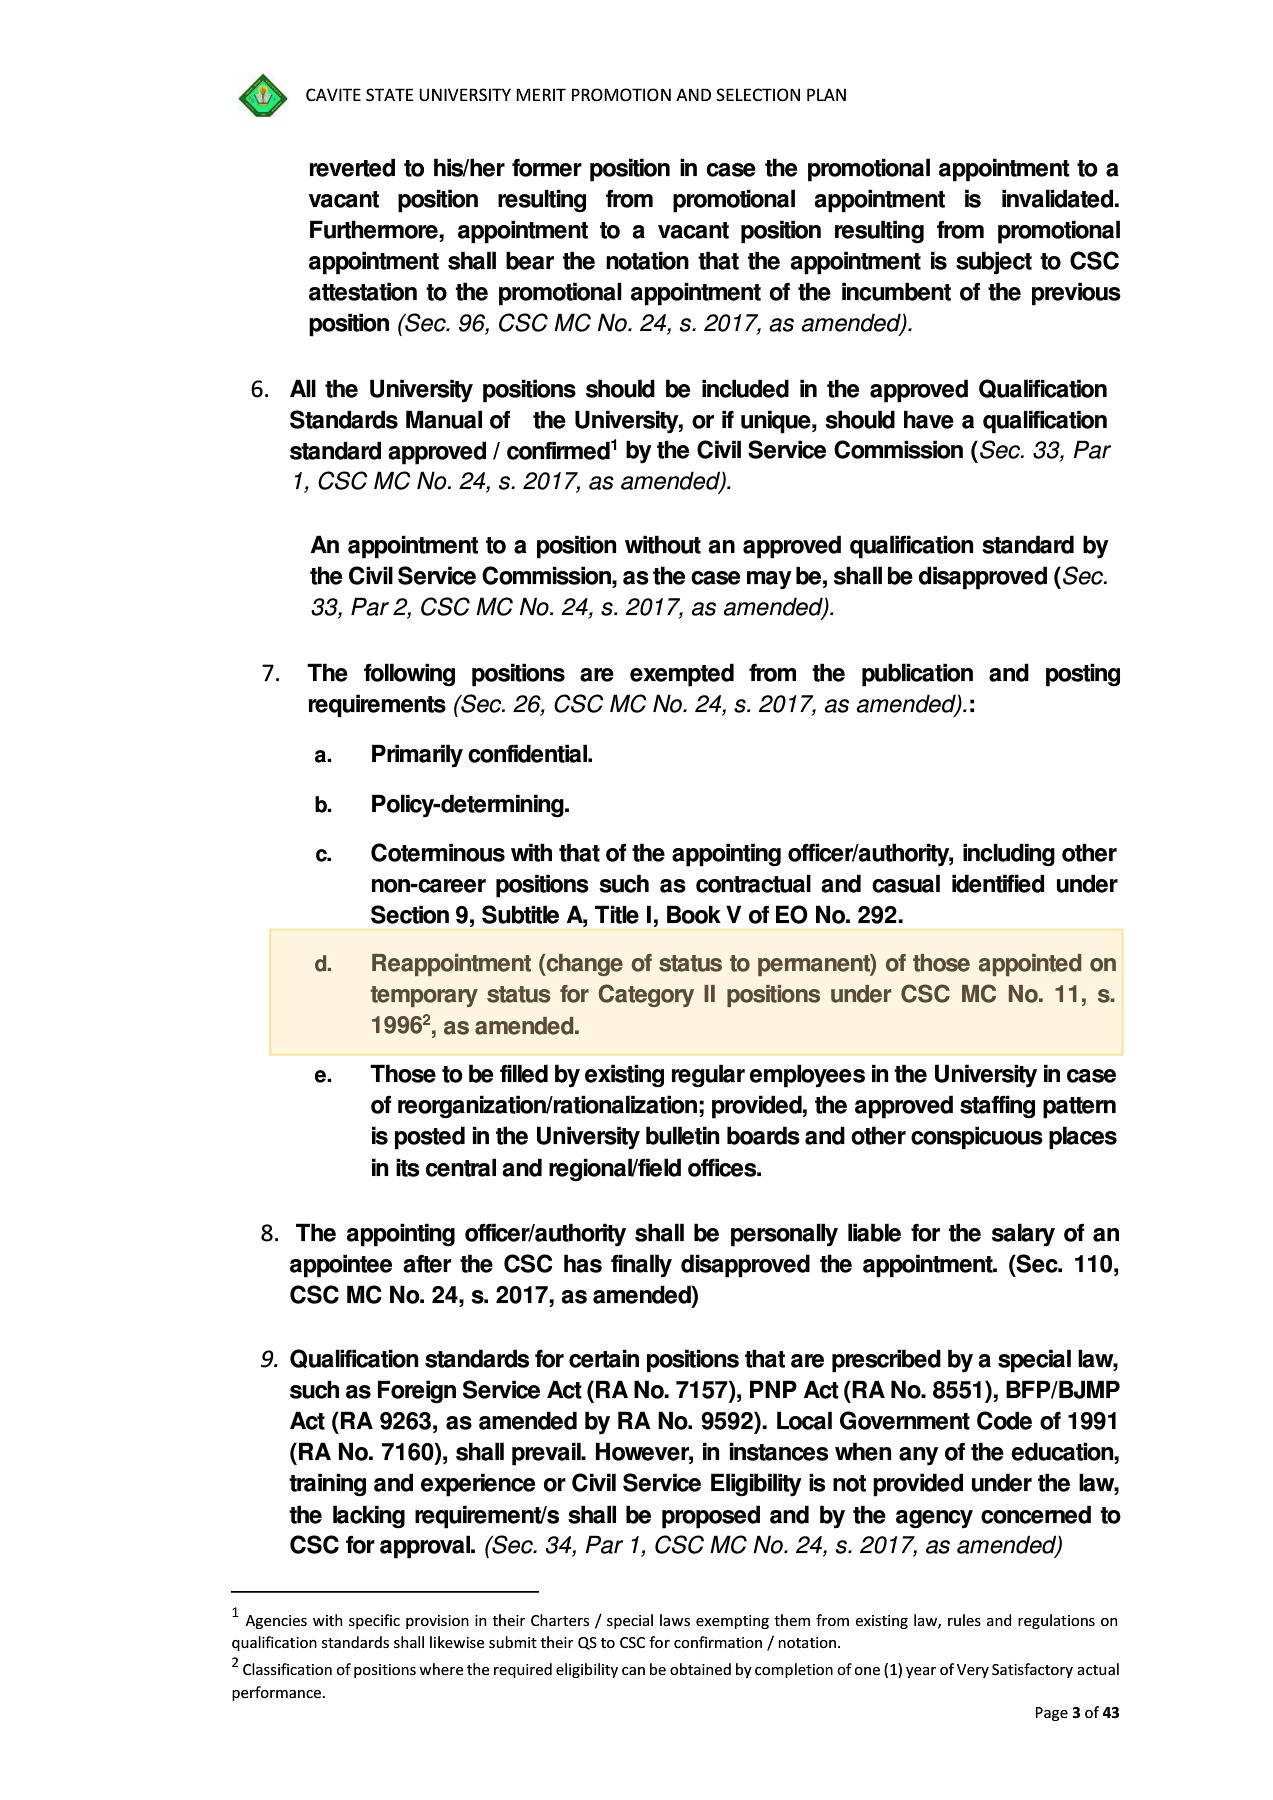 CAVITE STATE UNIVERSITY MERIT PROMOTION AND SELECTION PLAN
reverted to his/her former position in case the promotional appointment to a
vacant position resulting from promotional appointment is invalidated.
Furthermore, appointment to a vacant position resulting from promotional
appointment shall bear the notation that the appointment is subject to CSC
attestation to the promotional appointment of the incumbent of the previous
position (Sec. 96, CSC MC No. 24, s. 2017, as amended).
6. All the University positions should be included in the approved Qualification
Standards Manual of the University, or if unique, should have a qualification
standard approved / confirmed¹ by the Civil Service Commission (Sec. 33, Par
1, CSC MC No. 24, s. 2017, as amended).
An appointment to a position without an approved qualification standard by
the Civil Service Commission, as the case may be, shall be disapproved (Sec.
33, Par 2, CSC MC No. 24, s. 2017, as amended).
7. The following positions are exempted from the publication and posting
requirements (Sec. 26, CSC MC No. 24, s. 2017, as amended).:
a. Primarily confidential.
b. Policy-determining.
c. Coterminous with that of the appointing officer/authority, including other
non-career positions such as contractual and casual identified under
Section 9, Subtitle A, Title I, Book V of EO No. 292.
d. Reappointment (change of status to permanent) of those appointed on
temporary status for Category II positions under CSC MC No. 11, s.
1996², as amended.
e. Those to be filled by existing regular employees in the University in case
of reorganization/rationalization; provided, the approved staffing pattern
is posted in the University bulletin boards and other conspicuous places
in its central and regional/field offices.
8. The appointing officer/authority shall be personally liable for the salary of an
appointee after the CSC has finally disapproved the appointment. (Sec. 110,
CSC MC No. 24, s. 2017, as amended)
9. Qualification standards for certain positions that are prescribed by a special law,
such as Foreign Service Act (RA No. 7157), PNP Act (RA No. 8551), BFP/BJMP
Act (RA 9263, as amended by RA No. 9592). Local Government Code of 1991
(RA No. 7160), shall prevail. However, in instances when any of the education,
training and experience or Civil Service Eligibility is not provided under the law,
the lacking requirement/s shall be proposed and by the agency concerned to
CSC for approval. (Sec. 34, Par 1, CSC MC No. 24, s. 2017, as amended)
¹ Agencies with specific provision in their Charters / special laws exempting them from existing law, rules and regulations on
qualification standards shall likewise submit their QS to CSC for confirmation / notation.
² Classification of positions where the required eligibility can be obtained by completion of one (1) year of Very Satisfactory actual
performance.
Page 3 of 43